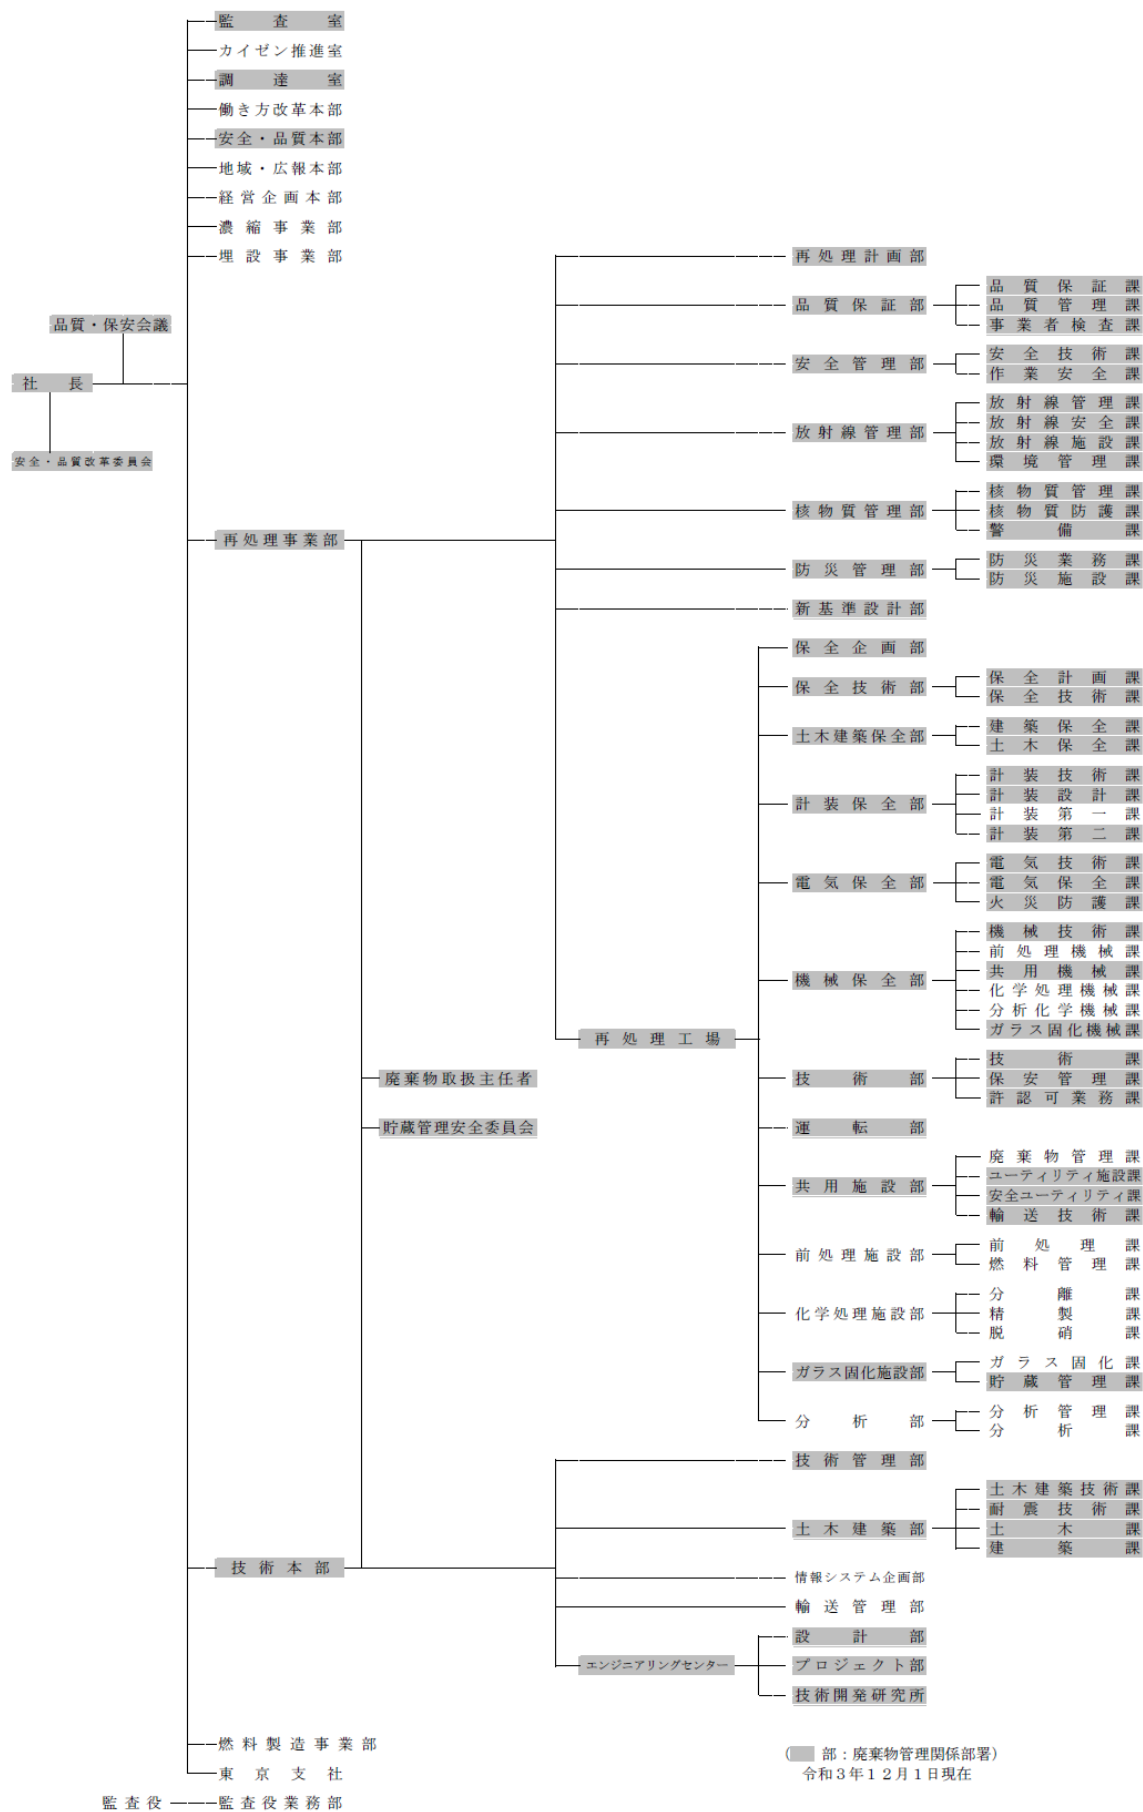 監査室
カイゼン推進室
調達室
働き方改革本部
安全・品質本部
地域・広報本部
経営企画本部
濃縮事業部
埋設事業部
品質・保安会議
社長
安全・品質改革委員会
再処理事業部
再処理計画部
品質保証部
品質保証課
品質管理課
事業者検査課
安全管理部
安全技術課
作業安全課
放射線管理部
放射線管理課
放射線安全課
放射線施設課
環境管理課
核物質管理部
核物質管理課
核物質防護課
警備課
防災管理部
防災業務課
防災施設課
新基準設計部
再処理工場
保全企画部
保全技術部
保全計画課
保全技術課
土木建築保全部
建築保全課
土木保全課
計装保全部
計装技術課
計装設計課
計装第一課
計装第二課
電気保全部
電気技術課
電気保全課
火災防護課
機械保全部
機械技術課
前処理機械課
共用機械課
化学処理機械課
分析化学機械課
ガラス固化機械課
技術部
技術課
保安管理課
許認可業務課
運転部
共用施設部
廃棄物管理課
ユーティリティ施設課
安全ユーティリティ課
輸送技術課
前処理施設部
前処理課
燃料管理課
化学処理施設部
分離課
精製課
脱硝課
ガラス固化施設部
ガラス固化課
貯蔵管理課
分析部
分析管理課
分析課
廃棄物取扱主任者
貯蔵管理安全委員会
技術本部
技術管理部
土木建築部
土木建築技術課
耐震技術課
土木課
建築課
情報システム企画部
輸送管理部
エンジニアリングセンター
設計部
プロジェクト部
技術開発研究所
燃料製造事業部
東京支社
監査役
監査役業務部
(　部：廃棄物管理関係部署)
令和3年12月1日現在